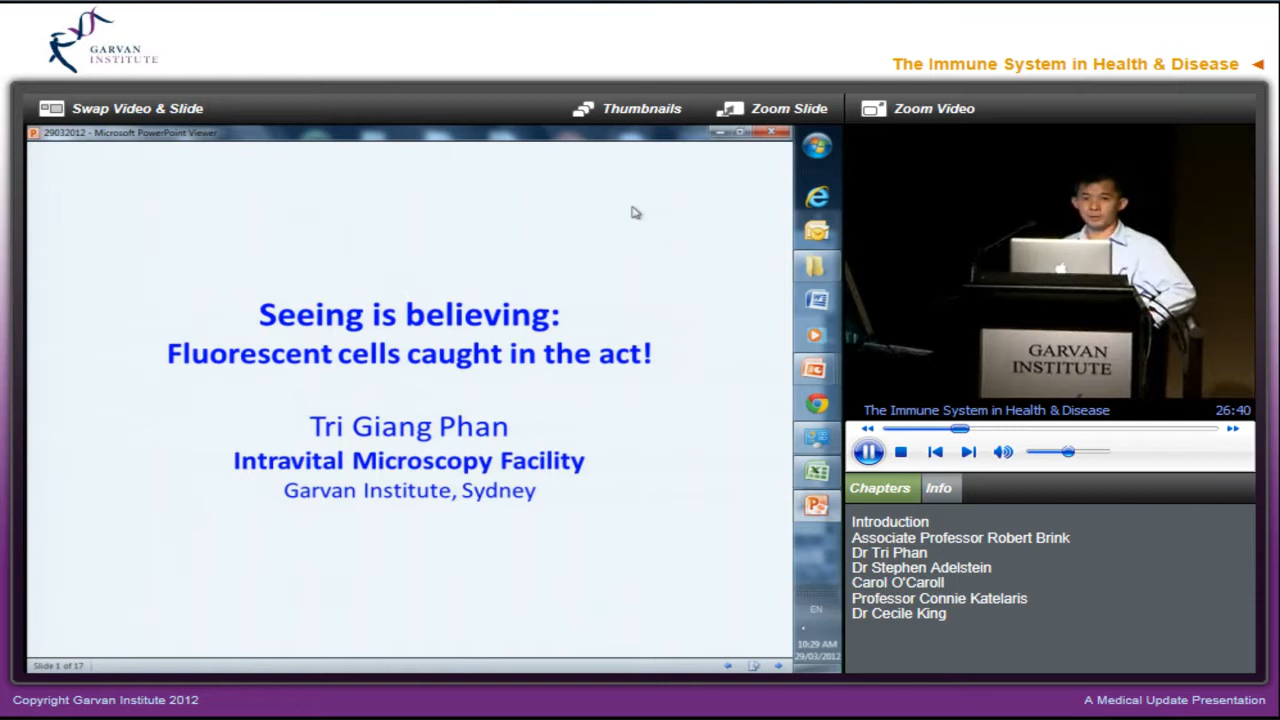 GARVAN
INSTITUTE
The Immune System in Health & Disease
Swap Video & Slide
Thumbnails
Zoom Slide
Zoom Video
29032012 - Microsoft PowerPoint Viewer
Seeing is believing:
Fluorescent cells caught in the act!
Tri Giang Phan
Intravital Microscopy Facility
Garvan Institute, Sydney
Slide 1 of 17
EN
10:29 AM
29/03/2012
GARVAN
INSTITUTE
The Immune System in Health & Disease
26:40
Chapters
Info
Introduction
Associate Professor Robert Brink
Dr Tri Phan
Dr Stephen Adelstein
Carol O'Caroll
Professor Connie Katelaris
Dr Cecile King
Copyright Garvan Institute 2012
A Medical Update Presentation